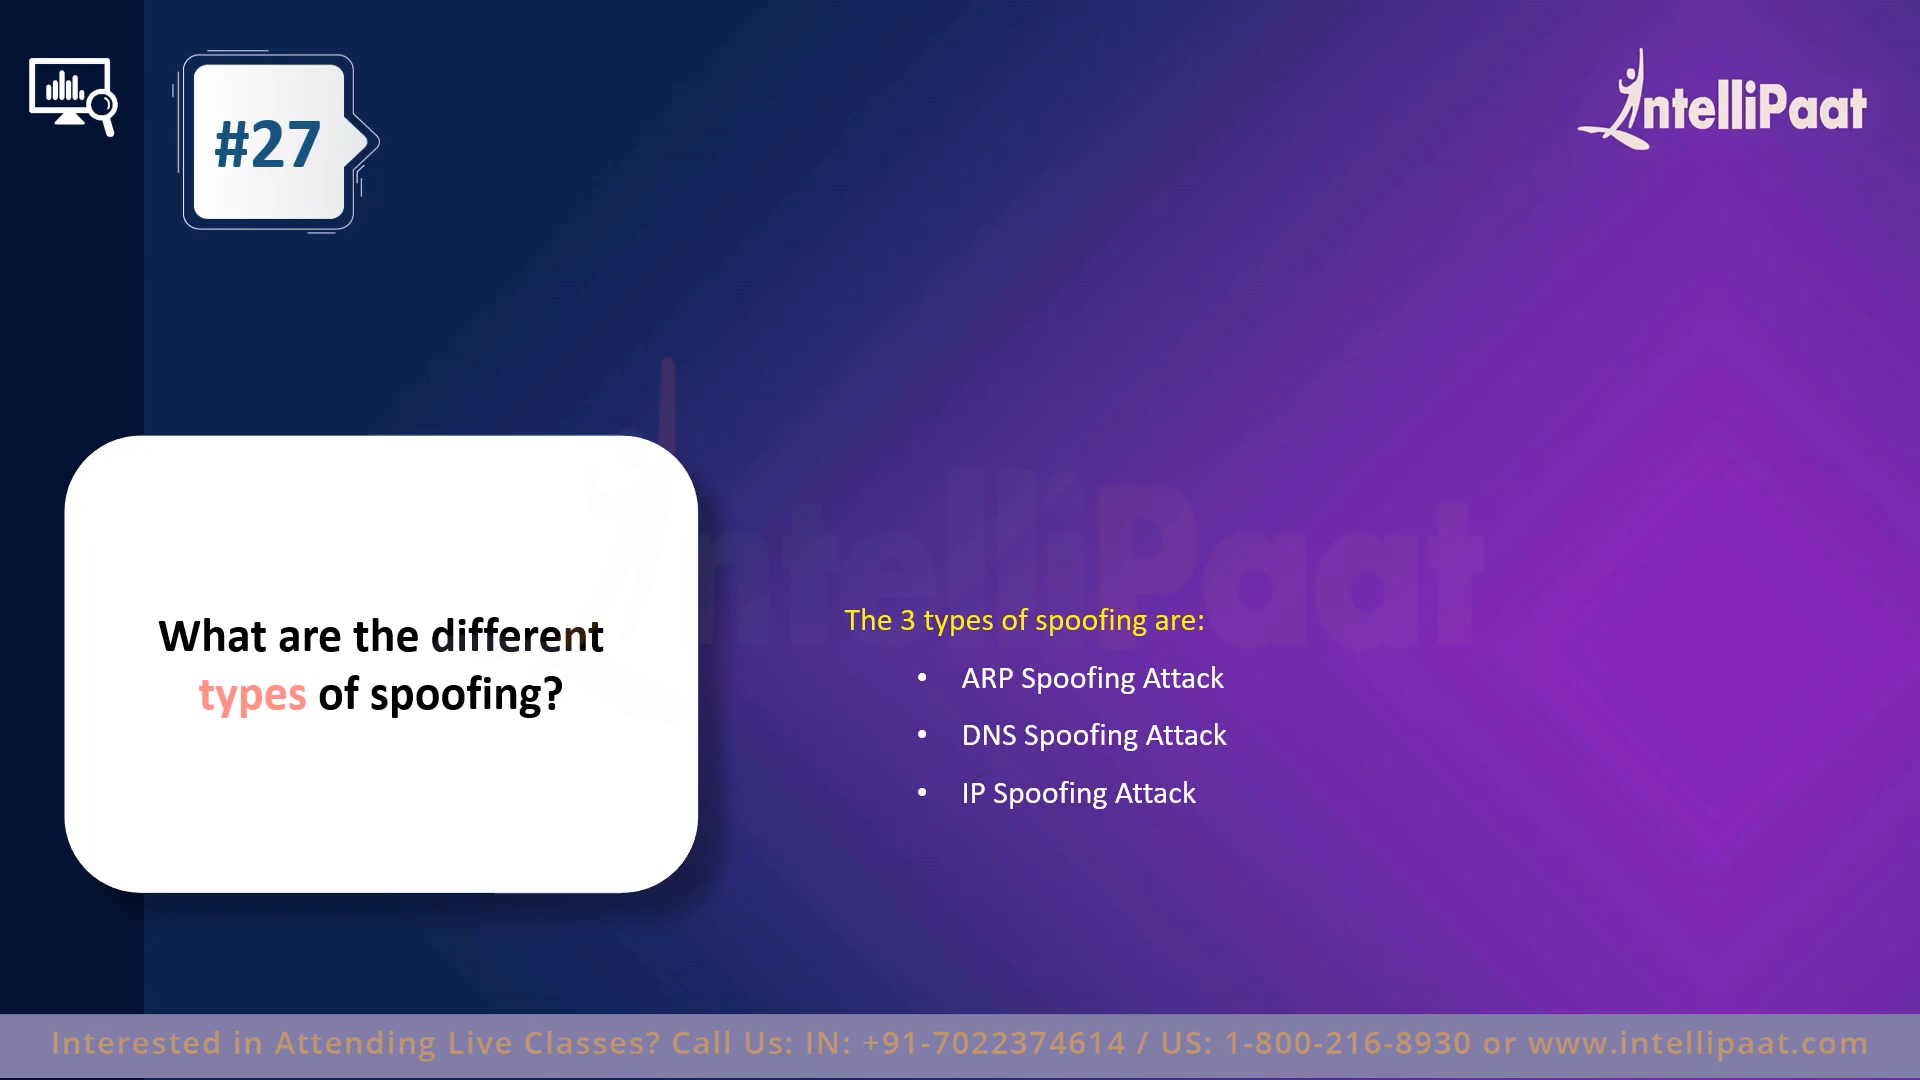 #27
IntelliPaat
What are the different
types of spoofing?
IntelliPaat
The 3 types of spoofing are:
• ARP Spoofing Attack
• DNS Spoofing Attack
• IP Spoofing Attack
Interested in Attending Live Classes? Call Us: IN: +91-7022374614 / US: 1-800-216-8930 or www.intellipaat.com